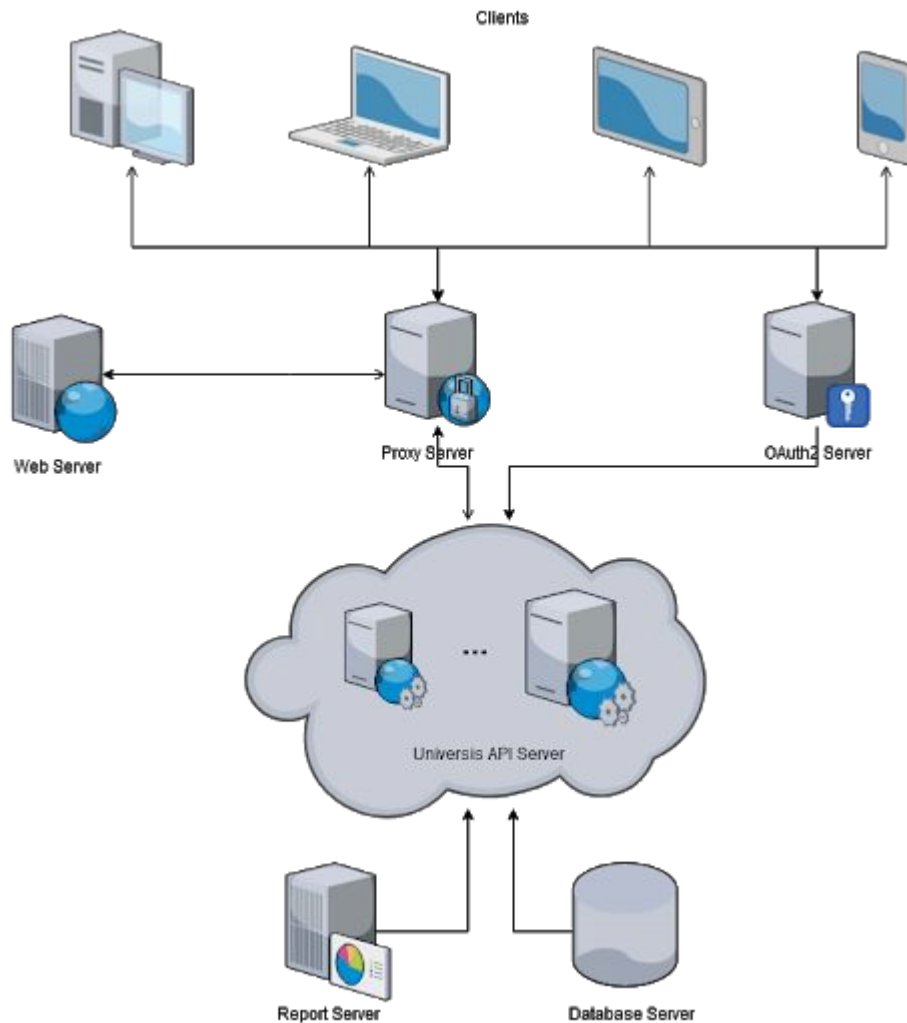 Clients
Web Server
Proxy Server
OAuth2 Server
...
Universis API Server
Report Server
Database Server